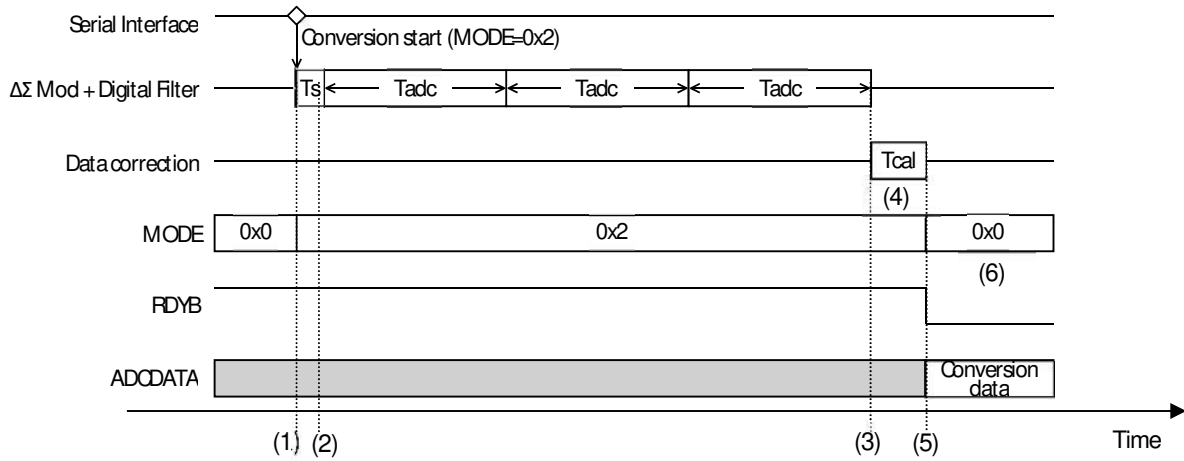 Serial Interface
Conversion start (MODE=0x2)
ΔΣ Mod + Digital Filter
Ts
Tadc
Tadc
Tadc
Data correction
Tcal
(4)
MODE
0x0
0x2
0x0
(6)
RDYB
ADCDATA
Conversion
data
(1)
(2)
(3)
(5)
Time